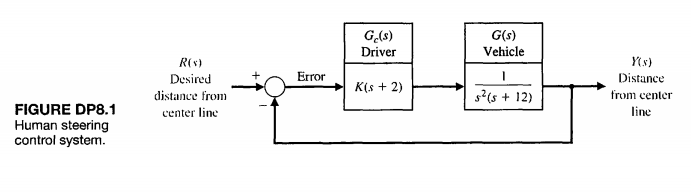 G_c(s)
Driver
G(s)
Vehicle
R(s)
Desired
distance from
center line
+
−
Error
K(s + 2)
1
s²(s + 12)
Y(s)
Distance
from center
line
FIGURE DP8.1
Human steering
control system.